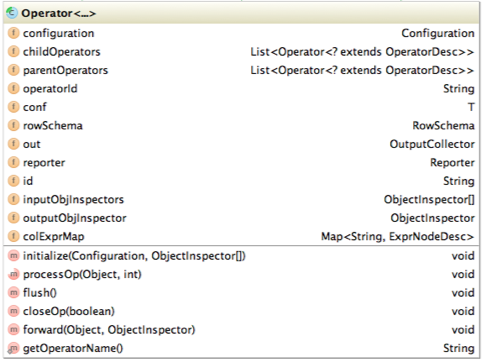 Operator<...>
configuration Configuration
childOperators List<Operator<? extends OperatorDesc>>
parentOperators List<Operator<? extends OperatorDesc>>
operatorId String
conf T
rowSchema RowSchema
out OutputCollector
reporter Reporter
id String
inputObjInspectors ObjectInspector[]
outputObjInspector ObjectInspector
colExprMap Map<String, ExprNodeDesc>
initialize(Configuration, ObjectInspector[]) void
processOp(Object, int) void
flush() void
closeOp(boolean) void
forward(Object, ObjectInspector) void
getOperatorName() String